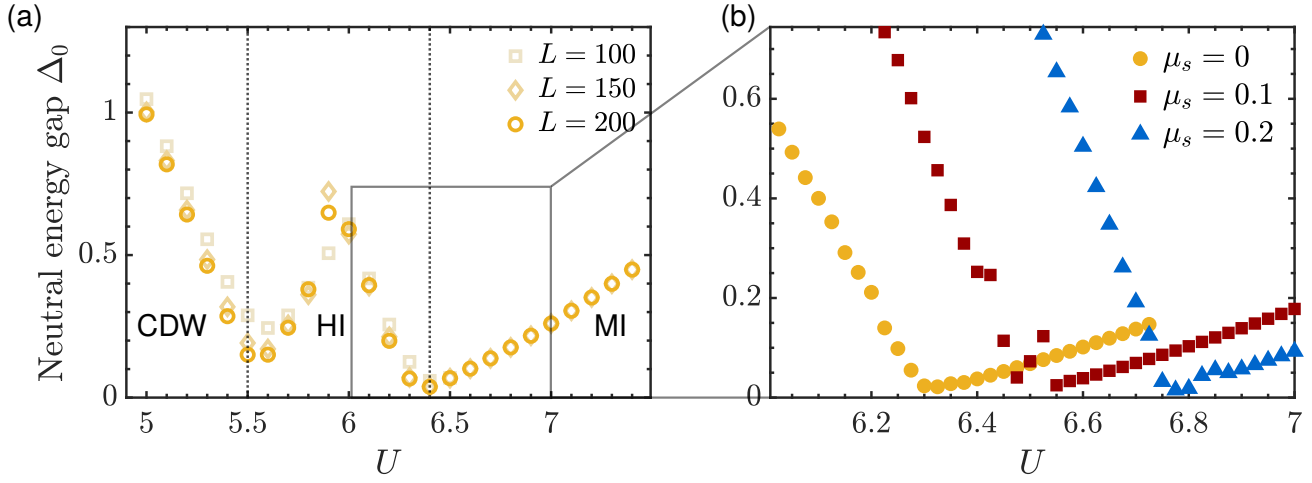 (a)
Neutral energy gap Δ₀
1
0.5
0
5
5.5
6
6.5
7
U
L = 100
L = 150
L = 200
CDW
HI
MI
(b)
0.6
0.4
0.2
0
6.2
6.4
6.6
6.8
7
U
μₛ = 0
μₛ = 0.1
μₛ = 0.2